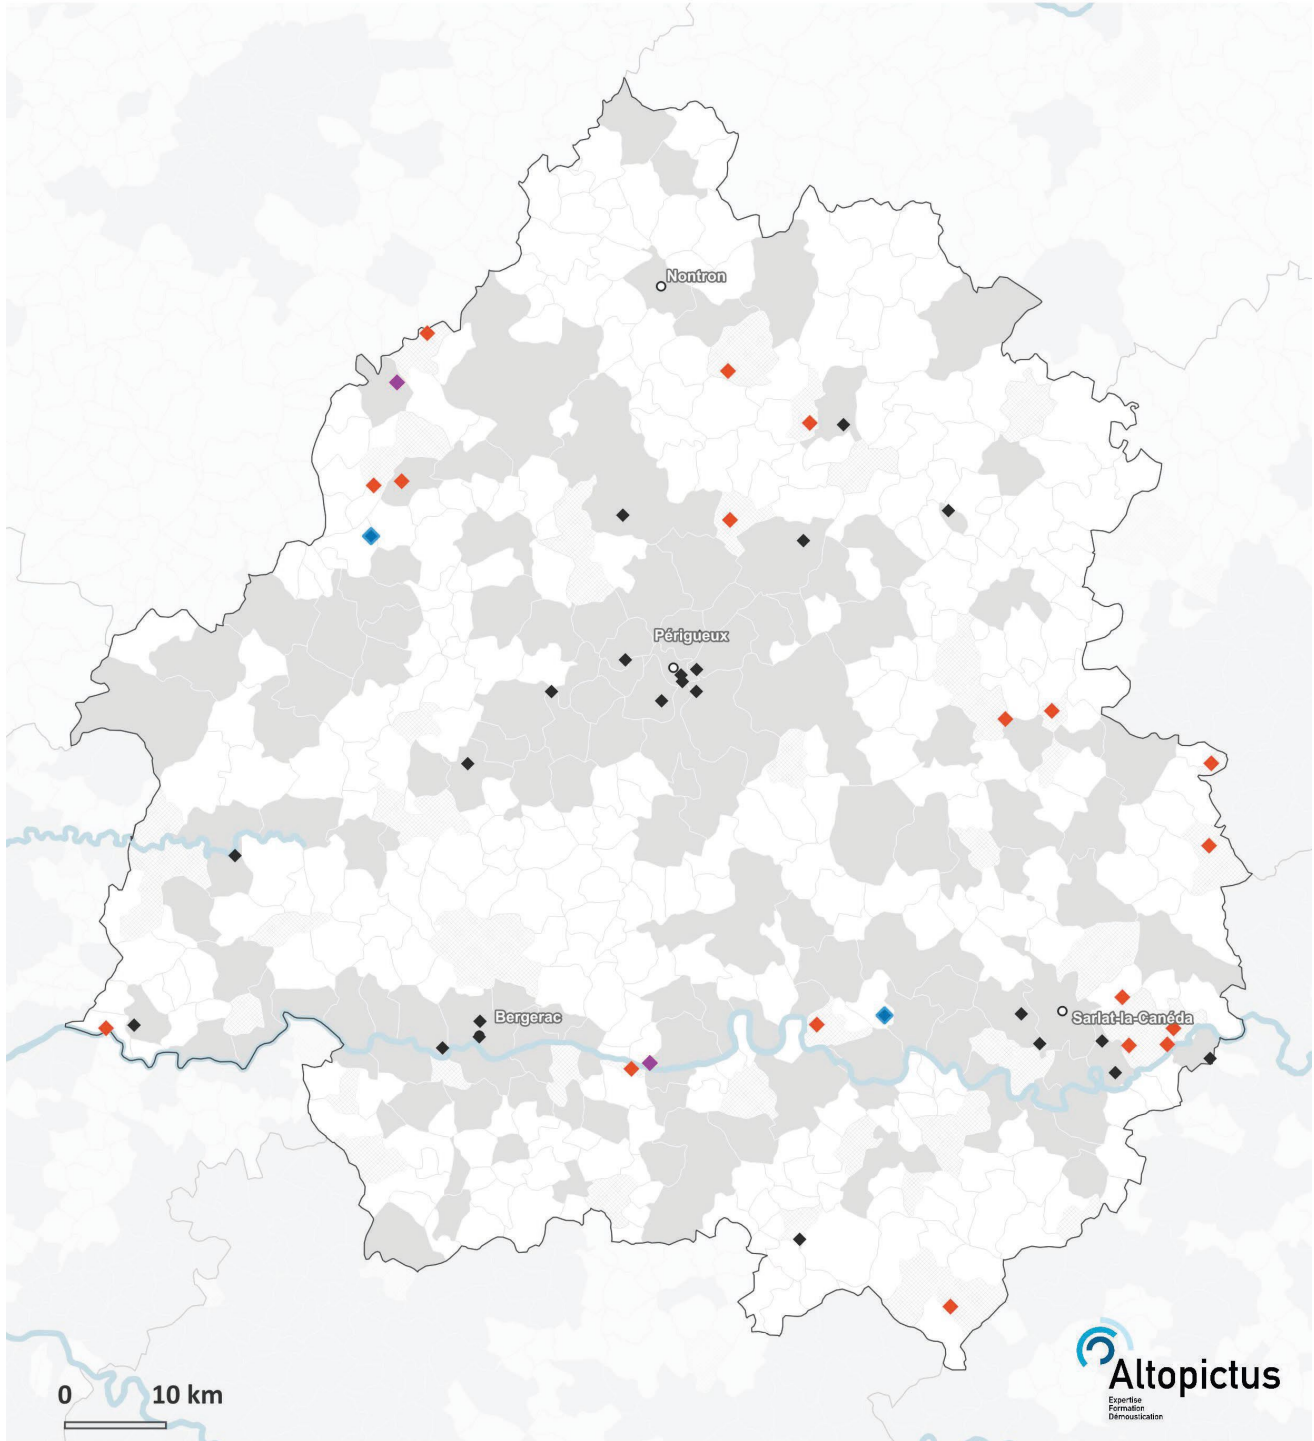 Nontron
Périgueux
Bergerac
Sarlat-la-Canéda
0 10 km
Altopictus
Expertise
Formation
Démoustication